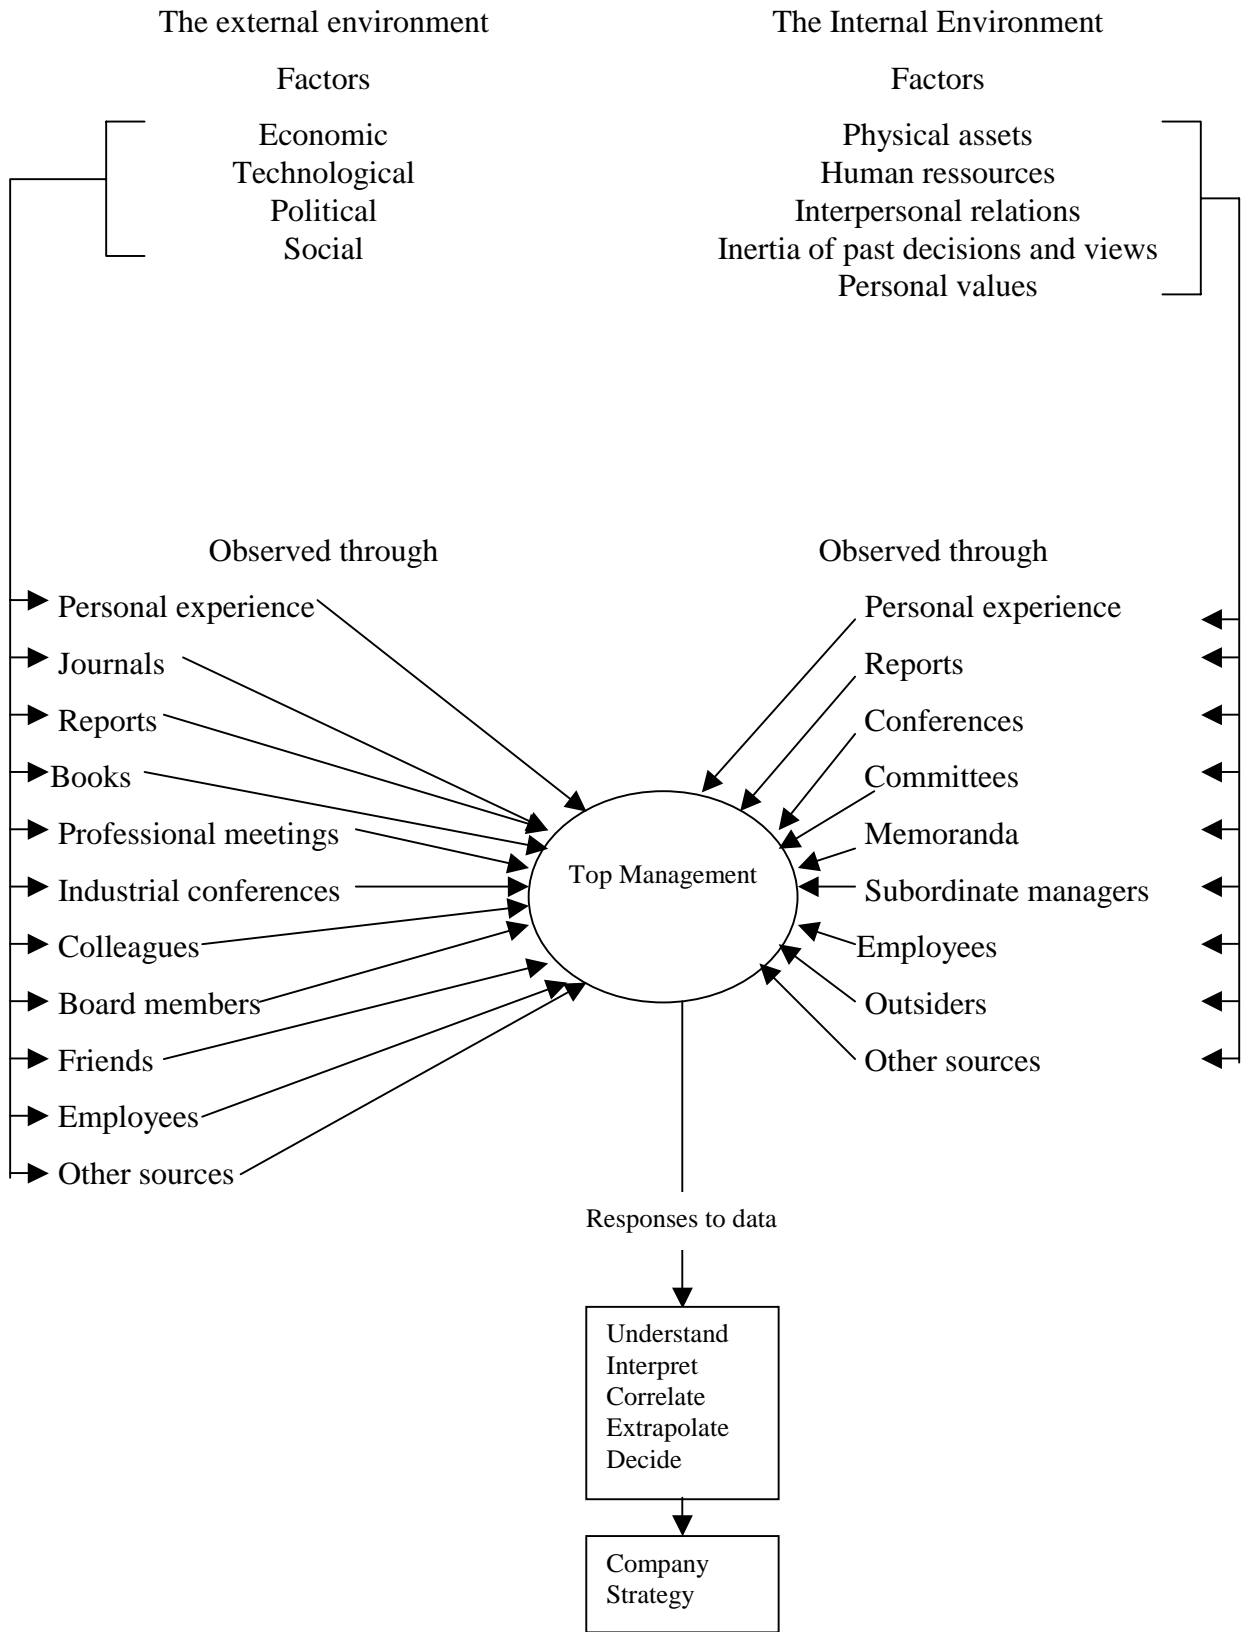 The external environment
Factors
Economic
Technological
Political
Social
The Internal Environment
Factors
Physical assets
Human ressources
Interpersonal relations
Inertia of past decisions and views
Personal values
Observed through
Personal experience
Journals
Reports
Books
Professional meetings
Industrial conferences
Colleagues
Board members
Friends
Employees
Other sources
Observed through
Personal experience
Reports
Conferences
Committees
Memoranda
Subordinate managers
Employees
Outsiders
Other sources
Top Management
Responses to data
Understand
Interpret
Correlate
Extrapolate
Decide
Company
Strategy